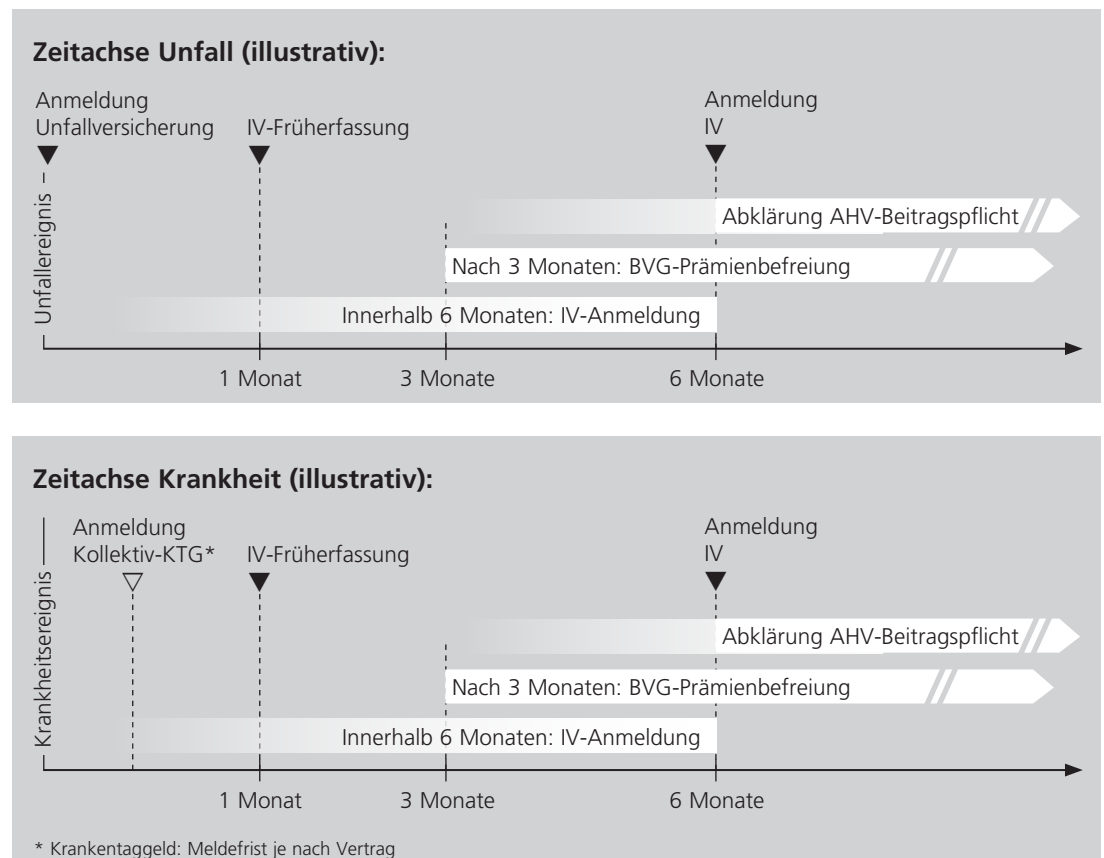 Zeitachse Unfall (illustrativ):
Anmeldung
Unfallversicherung
IV-Früherfassung
Anmeldung
IV
Unfallereignis
Abklärung AHV-Beitragspflicht
Nach 3 Monaten: BVG-Prämienbefreiung
Innerhalb 6 Monaten: IV-Anmeldung
1 Monat
3 Monate
6 Monate
Zeitachse Krankheit (illustrativ):
Anmeldung
Kollektiv-KTG*
IV-Früherfassung
Anmeldung
IV
Krankheitsereignis
Abklärung AHV-Beitragspflicht
Nach 3 Monaten: BVG-Prämienbefreiung
Innerhalb 6 Monaten: IV-Anmeldung
1 Monat
3 Monate
6 Monate
* Krankentaggeld: Meldefrist je nach Vertrag